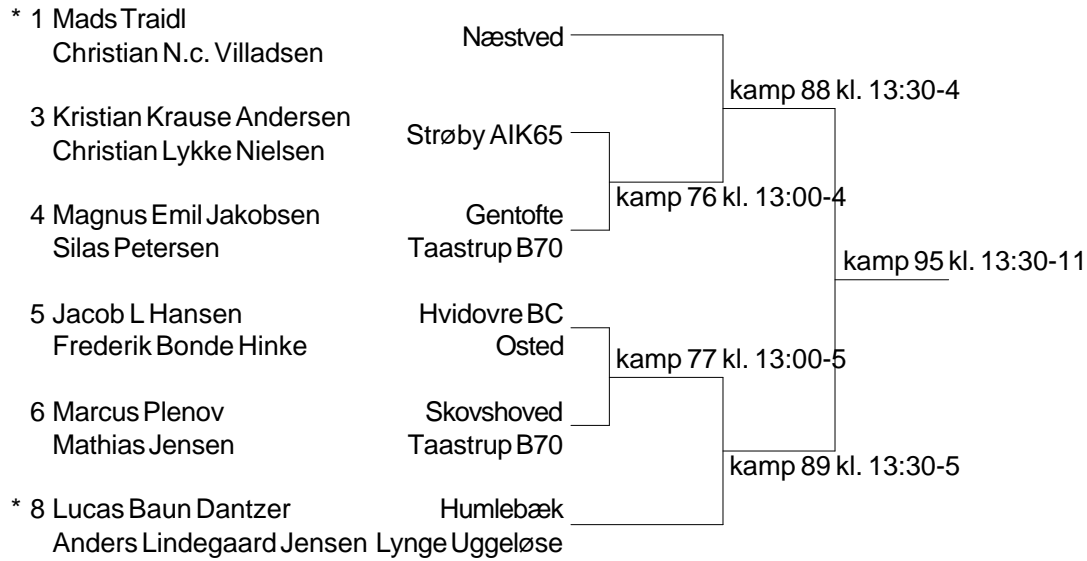 * 1 Mads Traidl Næstved
Christian N.c. Villadsen
kamp 88 kl. 13:30-4
3 Kristian Krause Andersen Strøby AIK65
Christian Lykke Nielsen
kamp 76 kl. 13:00-4
4 Magnus Emil Jakobsen Gentofte
Silas Petersen Taastrup B70
kamp 95 kl. 13:30-11
5 Jacob L Hansen Hvidovre BC
Frederik Bonde Hinke Osted
kamp 77 kl. 13:00-5
6 Marcus Plenov Skovshoved
Mathias Jensen Taastrup B70
kamp 89 kl. 13:30-5
* 8 Lucas Baun Dantzer Humlebæk
Anders Lindegaard Jensen Lynge Uggeløse